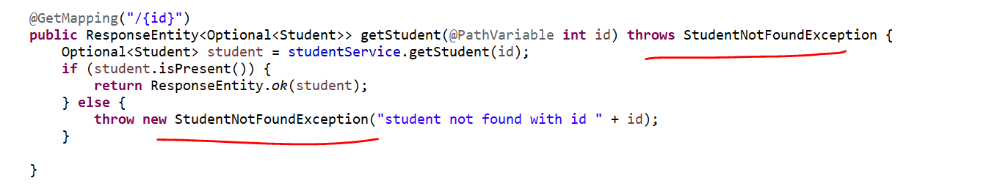 @GetMapping("/{id}")
public ResponseEntity<Optional<Student>> getStudent(@PathVariable int id) throws StudentNotFoundException {
    Optional<Student> student = studentService.getStudent(id);
    if (student.isPresent()) {
        return ResponseEntity.ok(student);
    } else {
        throw new StudentNotFoundException("student not found with id " + id);
    }
}